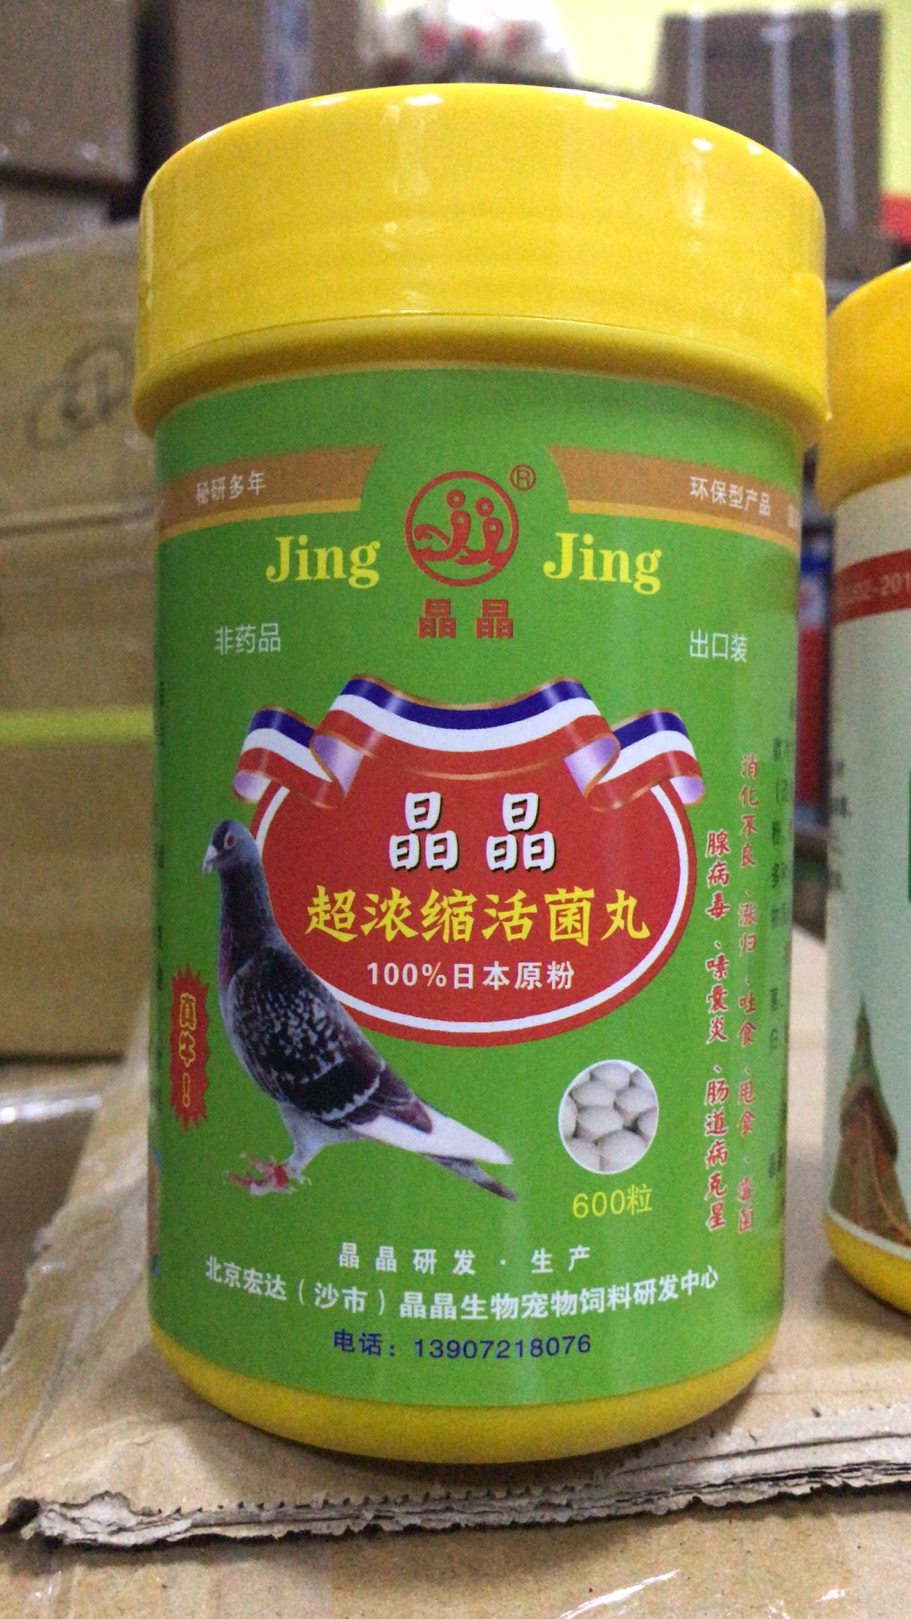 秘研多年
环保型产品
Jing
®
Jing
晶晶
非药品
出口装
晶晶
超浓缩活菌丸
100%日本原粉
真牛!
消化不良、涨归、吐食、甩食、霉菌
腺病毒、嗉囊炎、肠道病克星
600粒
晶晶研发·生产
北京宏达(沙市)晶晶生物宠物饲料研发中心
电话:13907218076